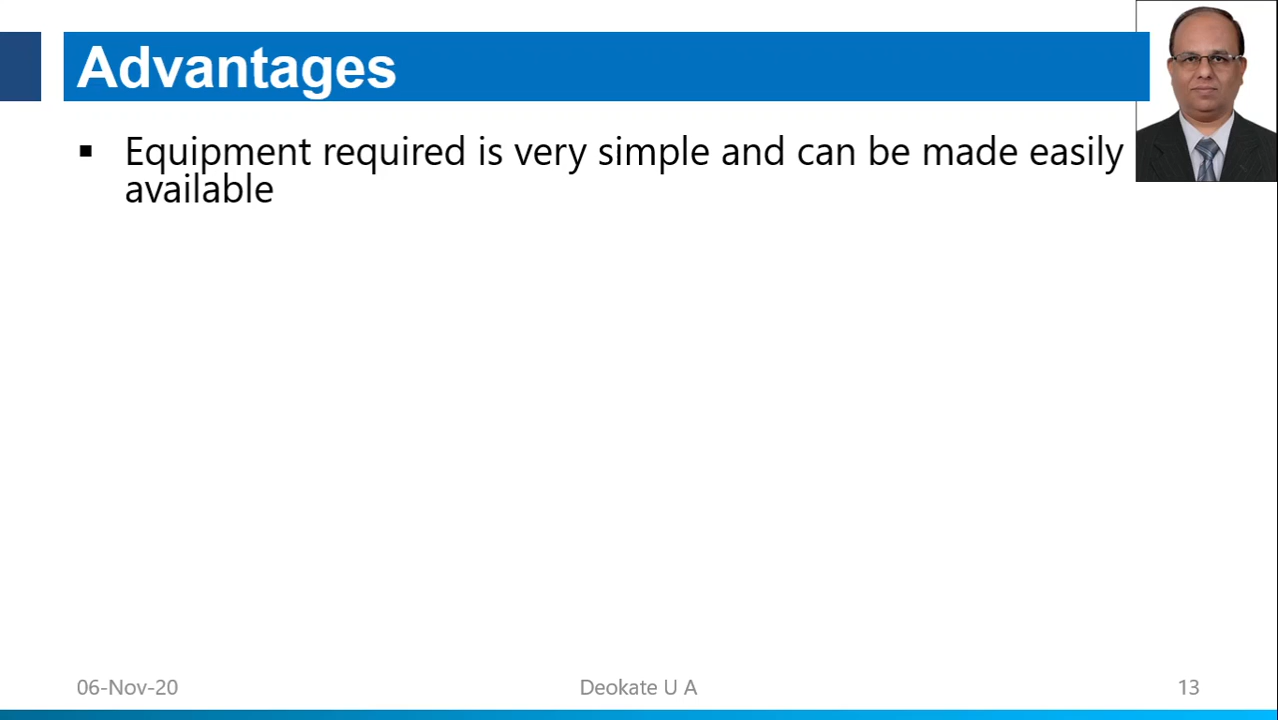 Advantages
▪ Equipment required is very simple and can be made easily
available
06-Nov-20
Deokate U A
13